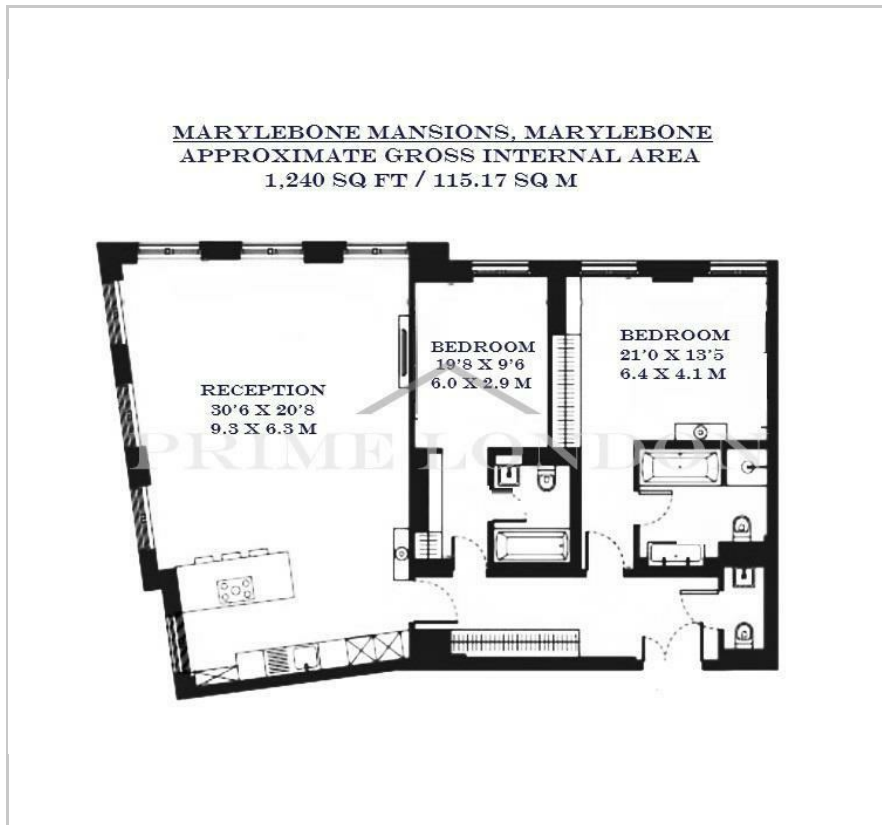 MARYLEBONE MANSIONS, MARYLEBONE
APPROXIMATE GROSS INTERNAL AREA
1,240 SQ FT / 115.17 SQ M
BEDROOM
21'0 X 13'5
6.4 X 4.1 M
BEDROOM
19'8 X 9'6
6.0 X 2.9 M
RECEPTION
30'6 X 20'8
9.3 X 6.3 M
PRIME LONDON